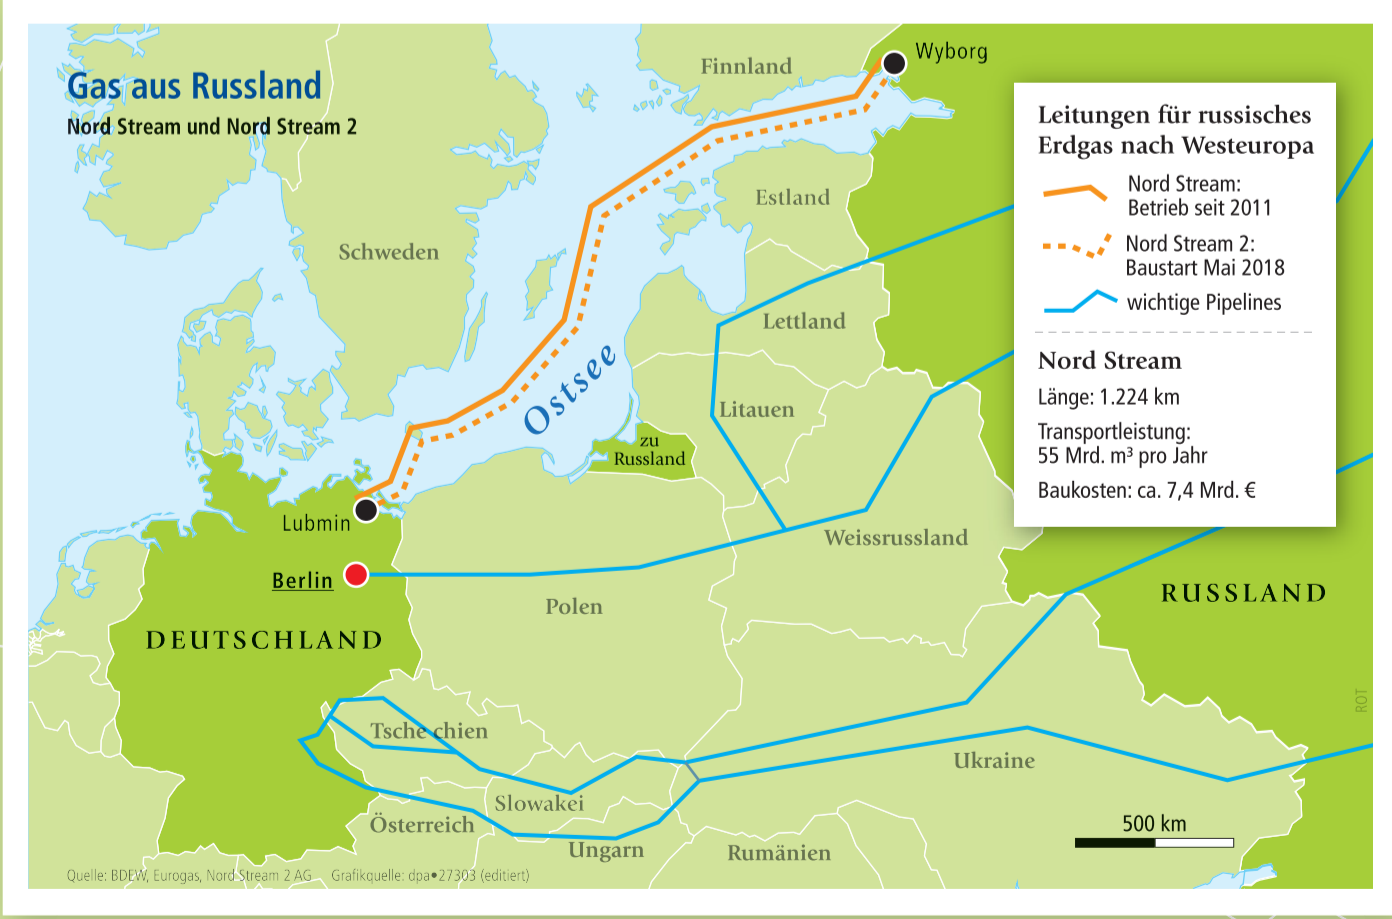 Gas aus Russland
Nord Stream und Nord Stream 2
Finnland
Wyborg
Estland
Schweden
Lettland
Ostsee
Litauen
zu
Russland
Lubmin
Weissrussland
Berlin
Polen
DEUTSCHLAND
RUSSLAND
Tsche chien
Ukraine
Slowakei
Österreich
Ungarn
Rumänien
500 km
Leitungen für russisches
Erdgas nach Westeuropa
Nord Stream:
Betrieb seit 2011
Nord Stream 2:
Baustart Mai 2018
wichtige Pipelines
Nord Stream
Länge: 1.224 km
Transportleistung:
55 Mrd. m³ pro Jahr
Baukosten: ca. 7,4 Mrd. €
ROT
Quelle: BDEW, Eurogas, Nord Stream 2 AG Grafikquelle: dpa•27303 (editiert)